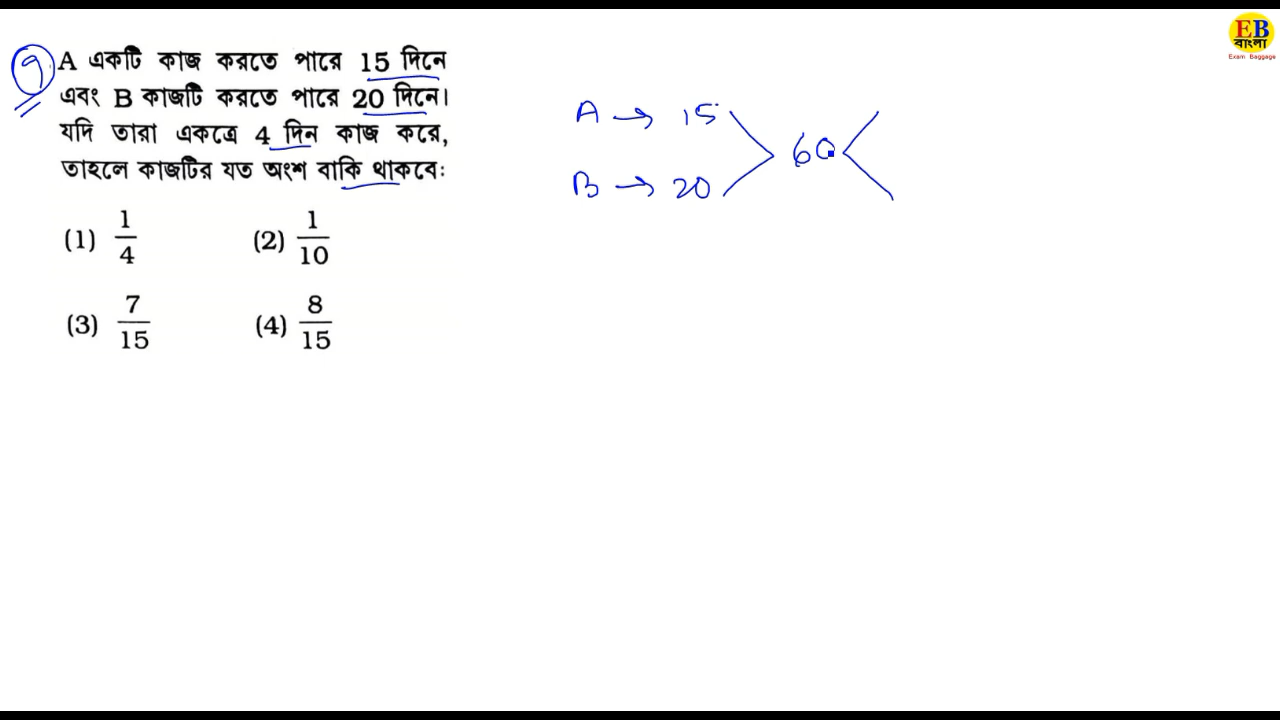 EB
বাংলা
Exam Baggage
9
A একটি কাজ করতে পারে 15 দিনে
এবং B কাজটি করতে পারে 20 দিনে।
যদি তারা একত্রে 4 দিন কাজ করে,
তাহলে কাজটির যত অংশ বাকি থাকবেঃ
(1) 1/4 (2) 1/10
(3) 7/15 (4) 8/15
A → 15
60
B → 20